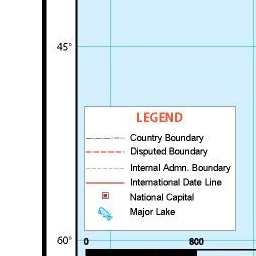 45°
LEGEND
Country Boundary
Disputed Boundary
Internal Admn. Boundary
International Date Line
National Capital
Major Lake
60°
0 800